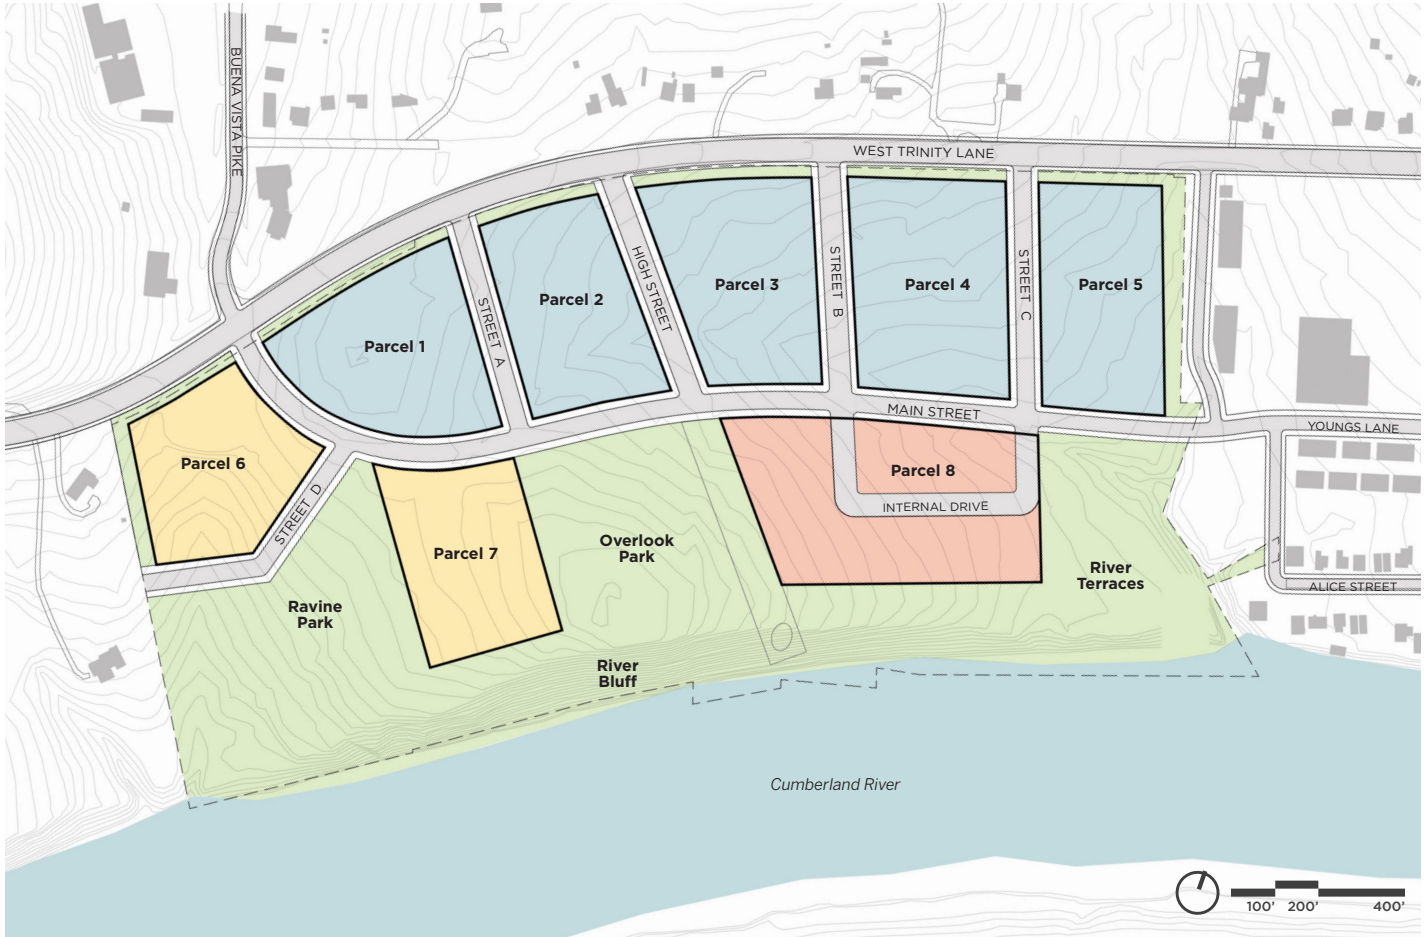 BUENA VISTA PIKE
WEST TRINITY LANE
STREET A
HIGH STREET
STREET B
STREET C
Parcel 1
Parcel 2
Parcel 3
Parcel 4
Parcel 5
MAIN STREET
YOUNGS LANE
Parcel 6
STREET D
Parcel 7
Parcel 8
INTERNAL DRIVE
Overlook
Park
River
Terraces
ALICE STREET
Ravine
Park
River
Bluff
Cumberland River
100' 200' 400'